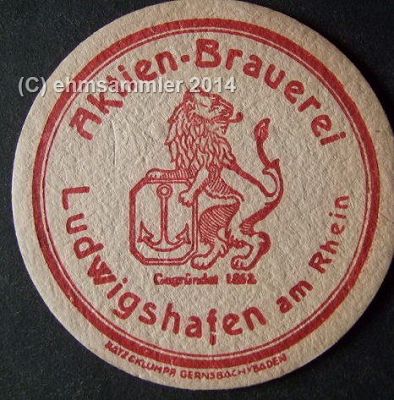 (C) ehmsammler 2014
Aktien-Brauerei
Gegründet 1862
Ludwigshafen am Rhein
KATZ & KLUMPP GERNSBACH/BADEN